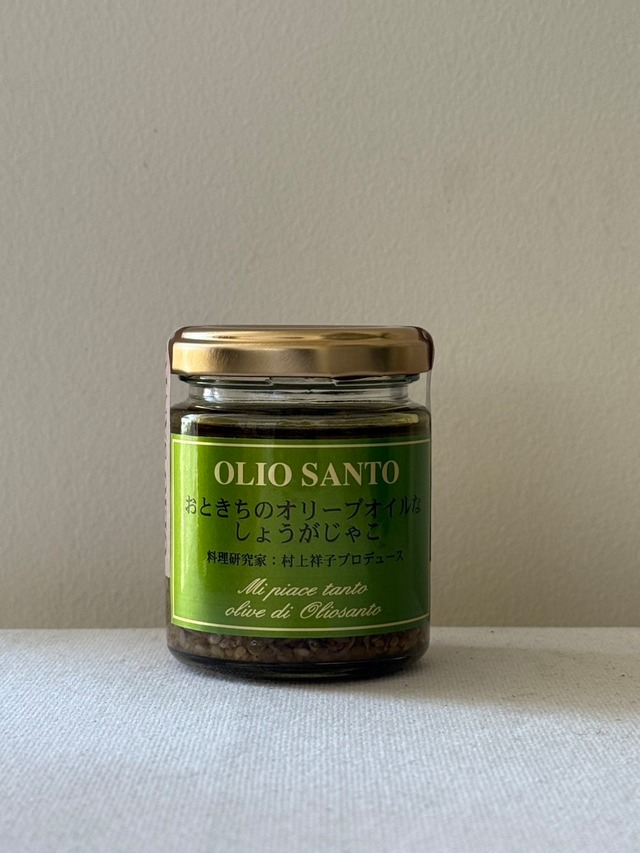 OLIO SANTO
おときちのオリーブオイルな
しょうがじゃこ
料理研究家：村上祥子プロデュース
Mi piace tanto
olive di Oliosanto